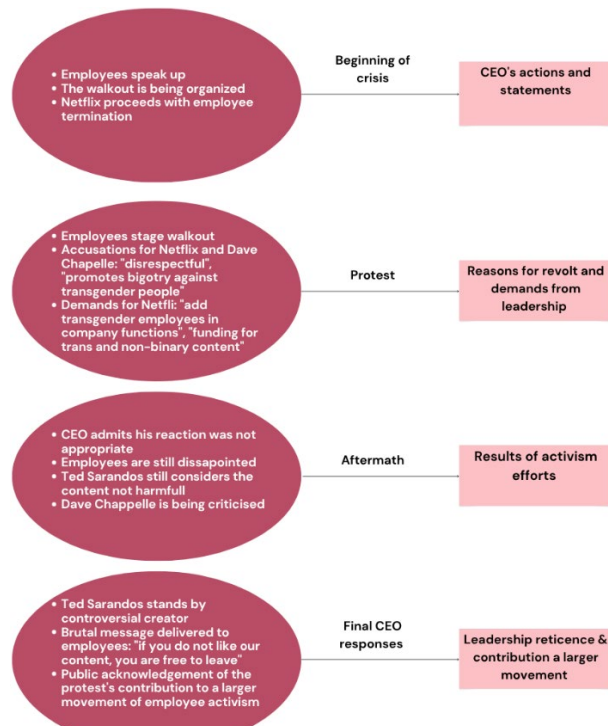 • Employees speak up
• The walkout is being organized
• Netflix proceeds with employee
termination
Beginning of
crisis
CEO's actions and
statements
• Employees stage walkout
• Accusations for Netflix and Dave
Chapelle: "disrespectful",
"promotes bigotry against
transgender people"
• Demands for Netfli: "add
transgender employees in
company functions", "funding for
trans and non-binary content"
Protest
Reasons for revolt and
demands from
leadership
• CEO admits his reaction was not
appropriate
• Employees are still dissapointed
• Ted Sarandos still considers the
content not harmfull
• Dave Chappelle is being criticised
Aftermath
Results of activism
efforts
• Ted Sarandos stands by
controversial creator
• Brutal message delivered to
employees: "if you do not like our
content, you are free to leave"
• Public acknowledgement of the
protest's contribution to a larger
movement of employee activism
Final CEO
responses
Leadership reticence &
contribution a larger
movement